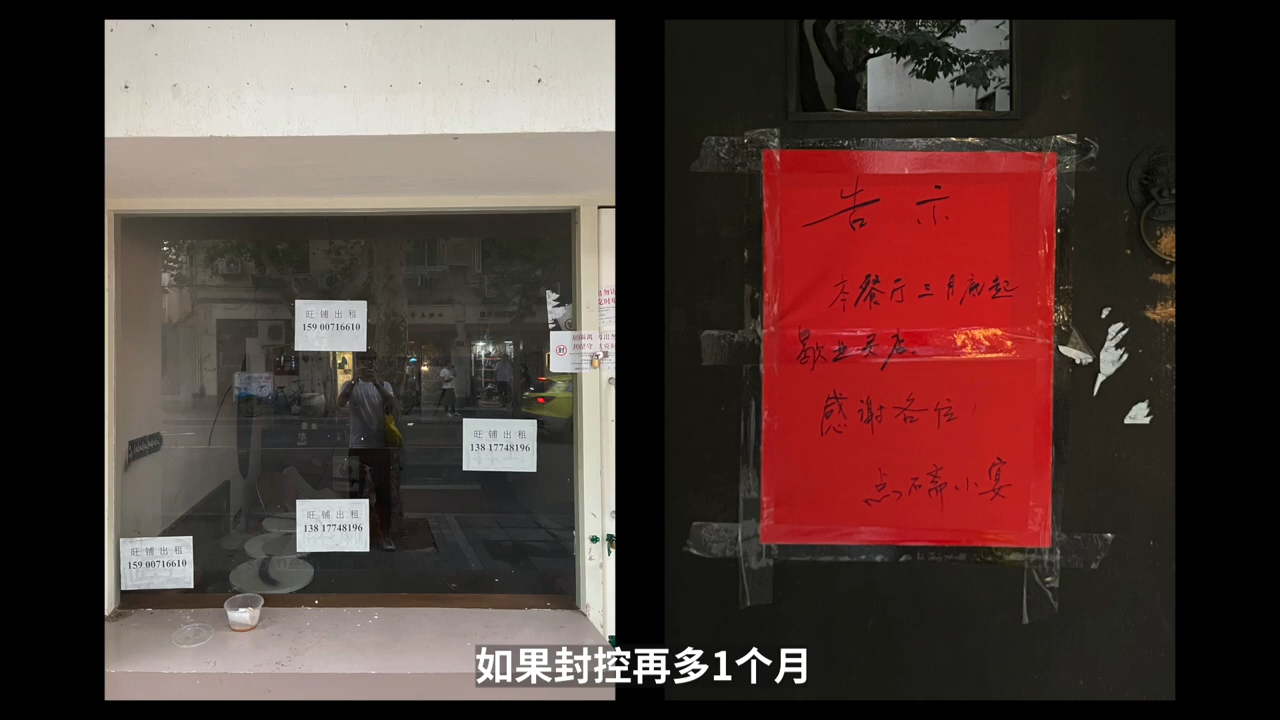 旺 铺 出 租
159 00716610
旺 铺 出 租
138 17748196
旺 铺 出 租
138 17748196
旺 铺 出 租
159 00716610
封
告示
本餐厅三月底起
歇业关店.
感谢各位!
点石斋小宴
如果封控再多1个月